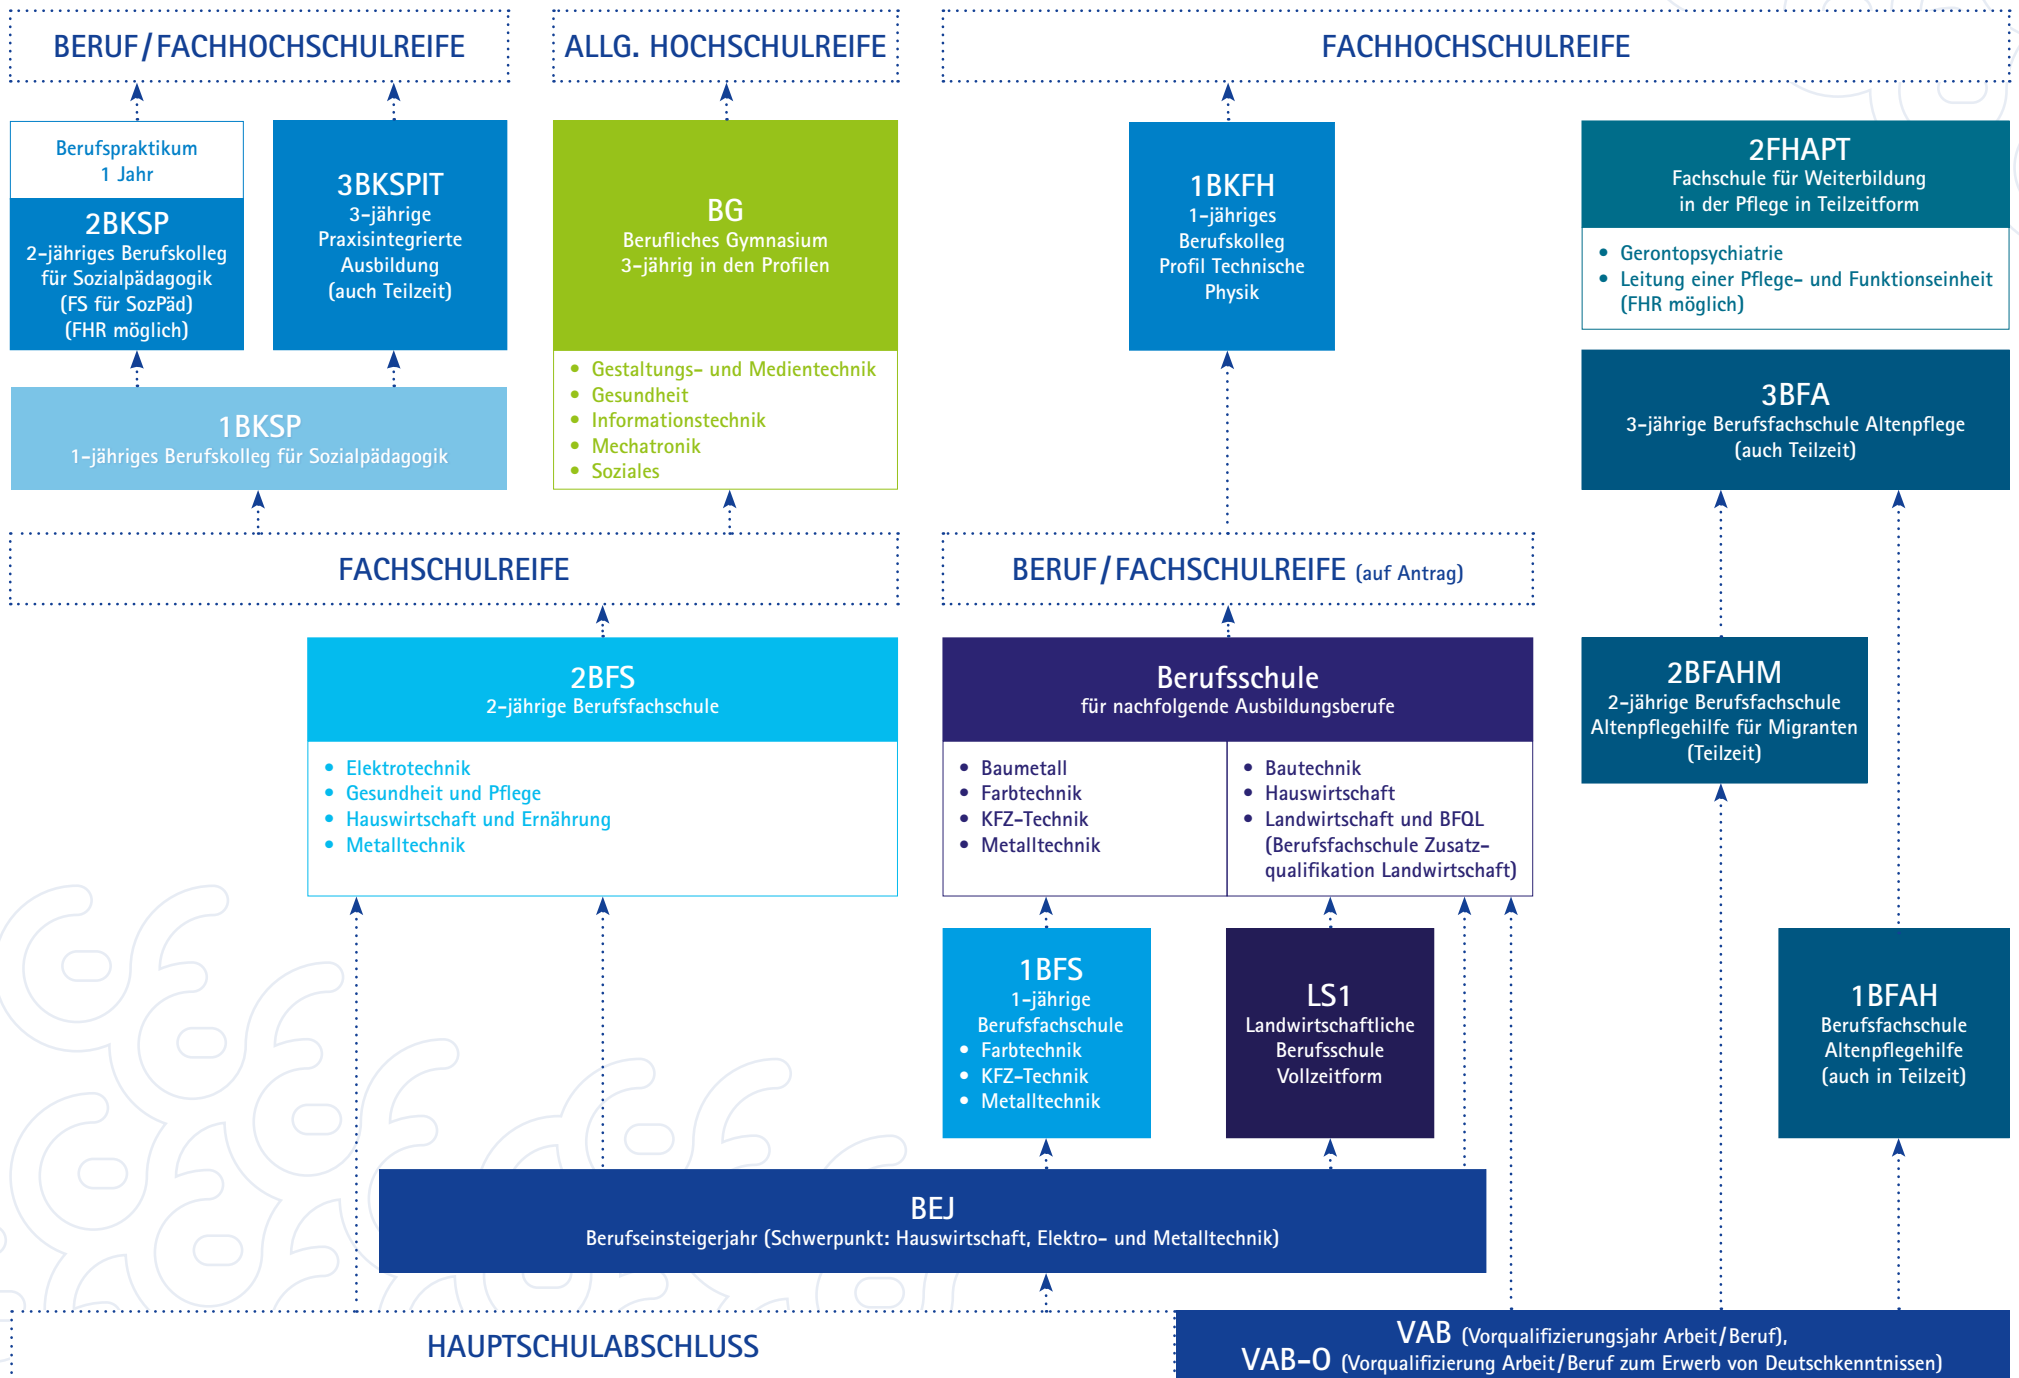 BERUF/FACHHOCHSCHULREIFE
ALLG. HOCHSCHULREIFE
FACHHOCHSCHULREIFE
Berufspraktikum
1 Jahr
2BKSP
2-jähriges Berufskolleg
für Sozialpädagogik
(FS für SozPäd)
(FHR möglich)
3BKSPIT
3-jährige
Praxisintegrierte
Ausbildung
(auch Teilzeit)
BG
Berufliches Gymnasium
3-jährig in den Profilen
• Gestaltungs- und Medientechnik
• Gesundheit
• Informationstechnik
• Mechatronik
• Soziales
1BKFH
1-jähriges
Berufskolleg
Profil Technische
Physik
2FHAPT
Fachschule für Weiterbildung
in der Pflege in Teilzeitform
• Gerontopsychiatrie
• Leitung einer Pflege- und Funktionseinheit
(FHR möglich)
1BKSP
1-jähriges Berufskolleg für Sozialpädagogik
3BFA
3-jährige Berufsfachschule Altenpflege
(auch Teilzeit)
FACHSCHULREIFE
BERUF/FACHSCHULREIFE (auf Antrag)
2BFS
2-jährige Berufsfachschule
• Elektrotechnik
• Gesundheit und Pflege
• Hauswirtschaft und Ernährung
• Metalltechnik
Berufsschule
für nachfolgende Ausbildungsberufe
• Baumetall
• Farbtechnik
• KFZ-Technik
• Metalltechnik
• Bautechnik
• Hauswirtschaft
• Landwirtschaft und BFQL
(Berufsfachschule Zusatz-
qualifikation Landwirtschaft)
2BFAHM
2-jährige Berufsfachschule
Altenpflegehilfe für Migranten
(Teilzeit)
1BFS
1-jährige
Berufsfachschule
• Farbtechnik
• KFZ-Technik
• Metalltechnik
LS1
Landwirtschaftliche
Berufsschule
Vollzeitform
1BFAH
Berufsfachschule
Altenpflegehilfe
(auch in Teilzeit)
BEJ
Berufseinsteigerjahr (Schwerpunkt: Hauswirtschaft, Elektro- und Metalltechnik)
HAUPTSCHULABSCHLUSS
VAB (Vorqualifizierungsjahr Arbeit/Beruf),
VAB-O (Vorqualifizierung Arbeit/Beruf zum Erwerb von Deutschkenntnissen)